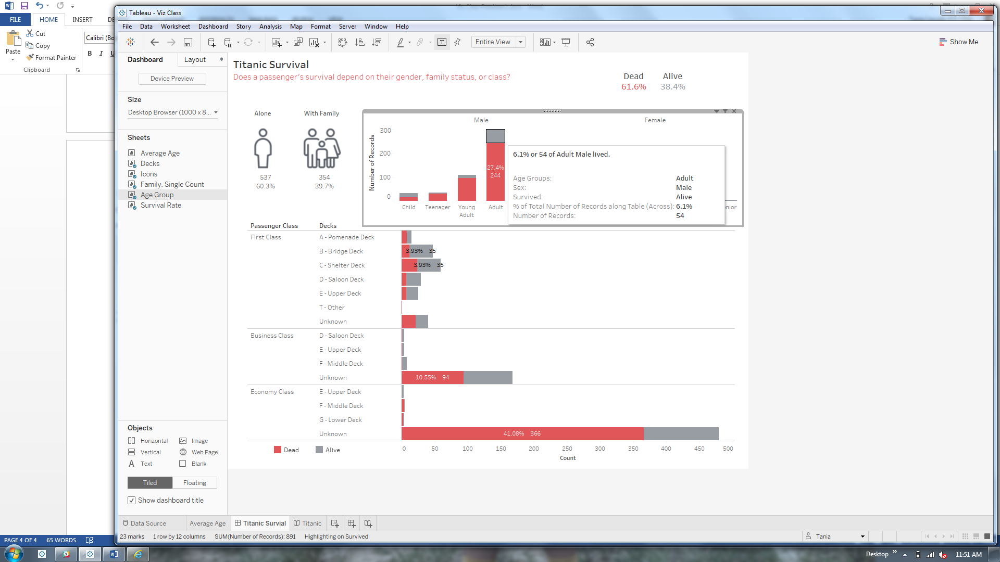 Tableau - Viz Class
FILE HOME INSERT DE
File Data Worksheet Dashboard Story Analysis Map Format Server Window Help
Cut
Copy
Format Painter
Paste
Clipboard
Calibri (Bo
B I U
Entire View
Show Me
Dashboard Layout
Device Preview
Size
Desktop Browser (1000 x 8...
Sheets
Average Age
Decks
Icons
Family, Single Count
Age Group
Survival Rate
Objects
Horizontal Image
Vertical Web Page
A Text Blank
Tiled Floating
Show dashboard title
Titanic Survival
Does a passenger's survival depend on their gender, family status, or class?
Dead Alive
61.6% 38.4%
Alone With Family
537 354
60.3% 39.7%
Male Female
Number of Records
300
200
100
0
27.4%
244
Child Teenager Young Adult Adult
nior
6.1% or 54 of Adult Male lived.
Age Groups: Adult
Sex: Male
Survived: Alive
% of Total Number of Records along Table (Across): 6.1%
Number of Records: 54
Passenger Class Decks
First Class A - Pomenade Deck
B - Bridge Deck 3.93% 35
C - Shelter Deck 3.93% 35
D - Saloon Deck
E - Upper Deck
T - Other
Unknown
Business Class D - Saloon Deck
E - Upper Deck
F - Middle Deck
Unknown 10.55% 94
Economy Class E - Upper Deck
F - Middle Deck
G - Lower Deck
Unknown 41.08% 366
Dead Alive
0 50 100 150 200 250 300 350 400 450 500
Count
Data Source Average Age Titanic Survial Titanic
23 marks 1 row by 12 columns SUM(Number of Records): 891 Highlighting on Survived
Tania
PAGE 4 OF 4 65 WORDS
Desktop 11:51 AM